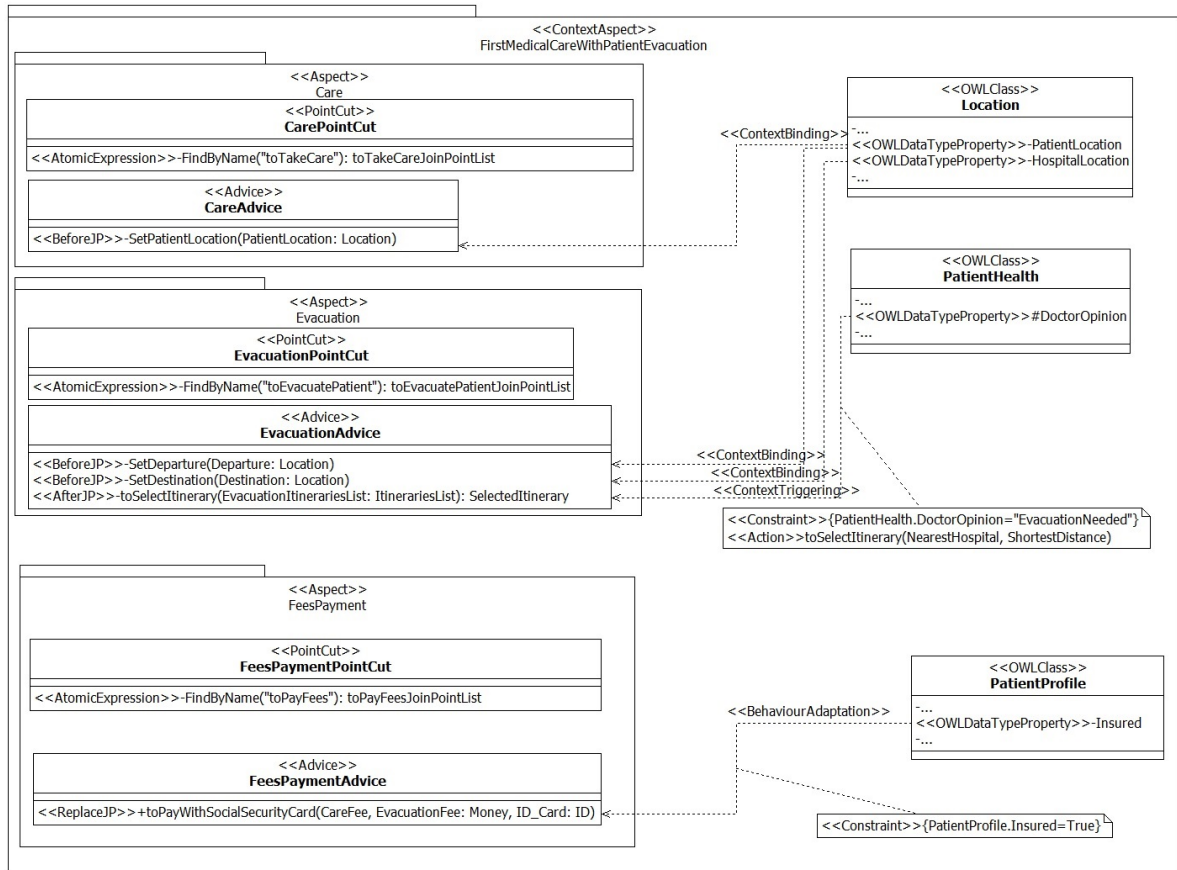 <<ContextAspect>>
FirstMedicalCareWithPatientEvacuation
<<Aspect>>
Care
<<PointCut>>
CarePointCut
<<AtomicExpression>>-FindByName("toTakeCare"): toTakeCareJoinPointList
<<Advice>>
CareAdvice
<<BeforeJP>>-SetPatientLocation(PatientLocation: Location)
<<ContextBinding>>
<<OWLClass>>
Location
-...
<<OWLDataTypeProperty>>-PatientLocation
<<OWLDataTypeProperty>>-HospitalLocation
-...
<<OWLClass>>
PatientHealth
-...
<<OWLDataTypeProperty>>#DoctorOpinion
-...
<<Aspect>>
Evacuation
<<PointCut>>
EvacuationPointCut
<<AtomicExpression>>-FindByName("toEvacuatePatient"): toEvacuatePatientJoinPointList
<<Advice>>
EvacuationAdvice
<<BeforeJP>>-SetDeparture(Departure: Location)
<<BeforeJP>>-SetDestination(Destination: Location)
<<AfterJP>>-toSelectItinerary(EvacuationItinerariesList: ItinerariesList): SelectedItinerary
<<ContextBinding>>
<<ContextBinding>>
<<ContextTriggering>>
<<Constraint>>{PatientHealth.DoctorOpinion="EvacuationNeeded"}
<<Action>>toSelectItinerary(NearestHospital, ShortestDistance)
<<Aspect>>
FeesPayment
<<PointCut>>
FeesPaymentPointCut
<<AtomicExpression>>-FindByName("toPayFees"): toPayFeesJoinPointList
<<Advice>>
FeesPaymentAdvice
<<ReplaceJP>>+toPayWithSocialSecurityCard(CareFee, EvacuationFee: Money, ID_Card: ID)
<<BehaviourAdaptation>>
<<OWLClass>>
PatientProfile
-...
<<OWLDataTypeProperty>>-Insured
-...
<<Constraint>>{PatientProfile.Insured=True}